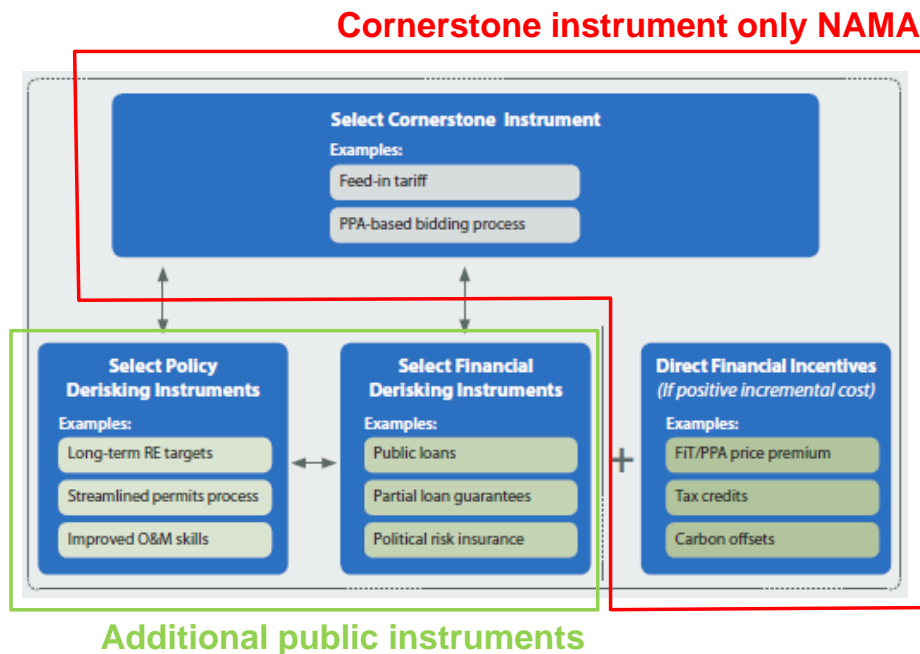 Cornerstone instrument only NAMA
Select Cornerstone Instrument
Examples:
Feed-in tariff
PPA-based bidding process
Select Policy
Derisking Instruments
Examples:
Long-term RE targets
Streamlined permits process
Improved O&M skills
Select Financial
Derisking Instruments
Examples:
Public loans
Partial loan guarantees
Political risk insurance
+
Direct Financial Incentives
(If positive incremental cost)
Examples:
FiT/PPA price premium
Tax credits
Carbon offsets
Additional public instruments